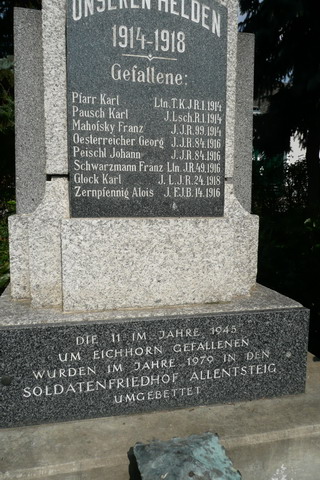 UNSEREN HELDEN
1914-1918
Gefallene:
Pfarr Karl Ltn.T.K.J.R.1.1914
Pausch Karl J.Lsch.R.1.1914
Mahofsky Franz J.J.R.99.1914
Oesterreicher Georg J.J.R.84.1916
Peischl Johann J.J.R.84.1916
Schwarzmann Franz Ltn.J.R.49.1916
Glock Karl J.L.J.R.24.1918
Zernpfennig Alois J.F.J.B.14.1916
DIE 11 IM JAHRE 1945
UM EICHHORN GEFALLENEN
WURDEN IM JAHRE 1979 IN DEN
SOLDATENFRIEDHOF ALLENTSTEIG
UMGEBETTET